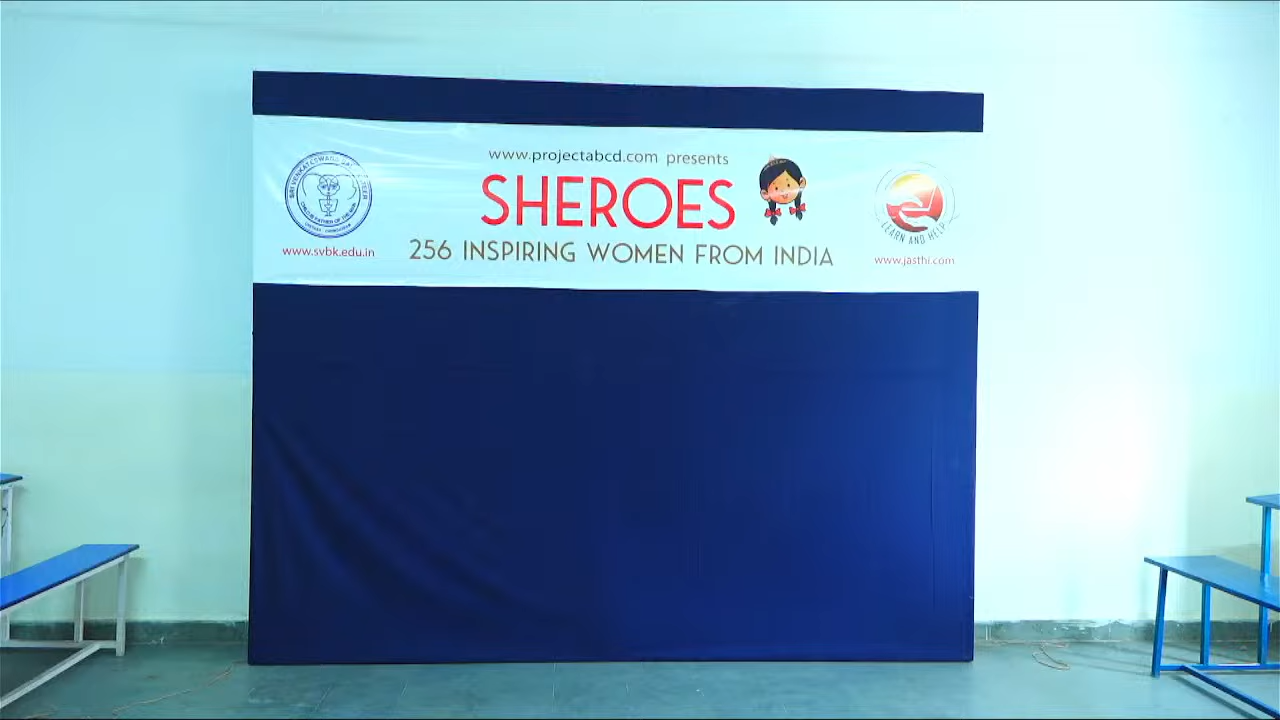 www.projectabcd.com presents
SHEROES
256 INSPIRING WOMEN FROM INDIA
www.svbk.edu.in
LEARN AND HELP
www.jasthi.com